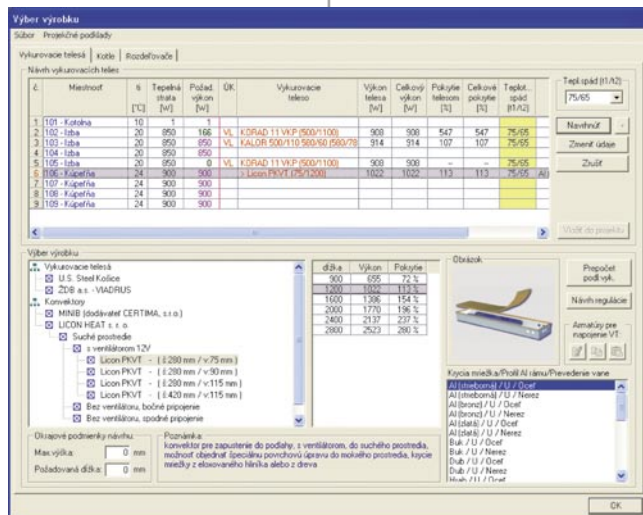 Výber výrobku
Súbor Projekčné podklady
Vykurovacie telesá Kotle Rozdeľovače
Návrh vykurovacích telies
č. Miestnosť ti [°C] Tepelná strata [W] Požad. výkon [W] ÚK Vykurovacie teleso Výkon telesa [W] Celkový výkon [W] Pokrytie telesom [%] Celkové pokrytie [%] Teplot... spád (t1/t2)
1 101 - Kotolna 10 1 1
2 102 - Izba 20 850 166 VL KORAD 11 VKP (500/1100) 908 908 547 547 75/65
3 103 - Izba 20 850 850 VL KALOR 500/110 580/60 (580/78 914 914 107 107 75/65
4 104 - Izba 20 850 850
5 105 - Izba 20 850 0 VL KORAD 11 VKP (500/1100) 908 908 – – 75/65
6 106 - Kúpeľňa 24 900 900 > Licon PKVT (75/1200) 1022 1022 113 113 75/65
7 107 - Kúpeľňa 24 900 900
8 108 - Kúpeľňa 24 900 900
9 109 - Kúpeľňa 24 900 900
Tepl.spád (t1/t2)
75/65
Navrhnúť
Zmeniť údaje
Zrušiť
Vložiť do projektu
Výber výrobku
Vykurovacie telesá
U.S. Steel Košice
ŽDB a.s. - VIADRUS
Konvektory
MINIB (dodávateľ CERTIMA, s.r.o.)
LICON HEAT s. r. o.
Suché prostredie
s ventilátorom 12V
Licon PKVT - ( š:280 mm / v:75 mm )
Licon PKVT - ( š:280 mm / v:90 mm )
Licon PKVT - ( š:280 mm / v:115 mm )
Licon PKVT - ( š:420 mm / v:115 mm )
Bez ventilátoru, bočné pripojenie
Bez ventilátoru, spodné pripojenie
dĺžka Výkon Pokrytie
900 655 72 %
1200 1022 113 %
1600 1386 154 %
2000 1770 196 %
2400 2137 237 %
2800 2523 280 %
Obrázok
Prepočet podľ.vyk.
Návrh regulácie
Armatúry pre napojenie VT:
Krycia mriežka/Profil Al rámu/Prevedenie vane
Al (strieborná) / U / Oceľ
Al (strieborná) / U / Nerez
Al (bronz) / U / Oceľ
Al (bronz) / U / Nerez
Al (zlatá) / U / Oceľ
Al (zlatá) / U / Nerez
Buk / U / Oceľ
Buk / U / Nerez
Dub / U / Oceľ
Dub / U / Nerez
Okrajové podmienky návrhu:
Max.výška: 0 mm
Požadovaná dĺžka: 0 mm
Poznámka:
konvektor pre zapustenie do podlahy, s ventilátorom, do suchého prostredia,
možnosť objednať špeciálnu povrchovú úpravu do mokrého prostredia, krycie
mriežky z eloxovaného hliníka alebo z dreva
OK